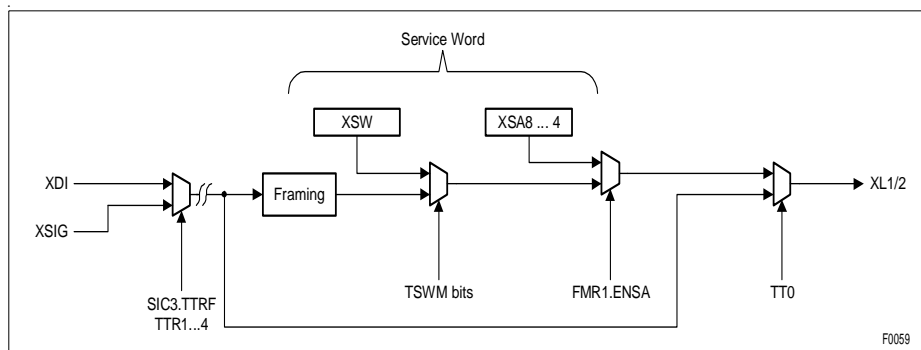 Service Word
XSW
XSA8 ... 4
XDI
Framing
XL1/2
XSIG
SIC3.TTRF
TTR1...4
TSWM bits
FMR1.ENSA
TT0
F0059